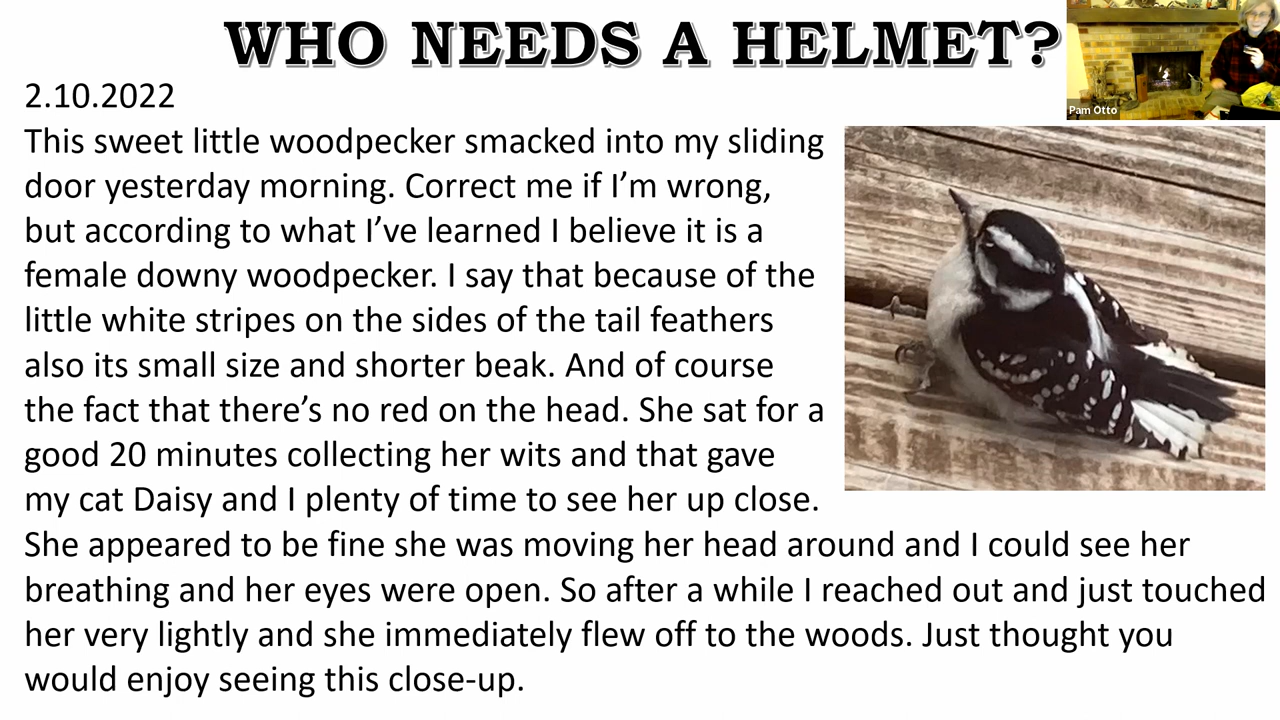 WHO NEEDS A HELMET?
Pam Otto
2.10.2022
This sweet little woodpecker smacked into my sliding
door yesterday morning. Correct me if I’m wrong,
but according to what I’ve learned I believe it is a
female downy woodpecker. I say that because of the
little white stripes on the sides of the tail feathers
also its small size and shorter beak. And of course
the fact that there’s no red on the head. She sat for a
good 20 minutes collecting her wits and that gave
my cat Daisy and I plenty of time to see her up close.
She appeared to be fine she was moving her head around and I could see her
breathing and her eyes were open. So after a while I reached out and just touched
her very lightly and she immediately flew off to the woods. Just thought you
would enjoy seeing this close-up.